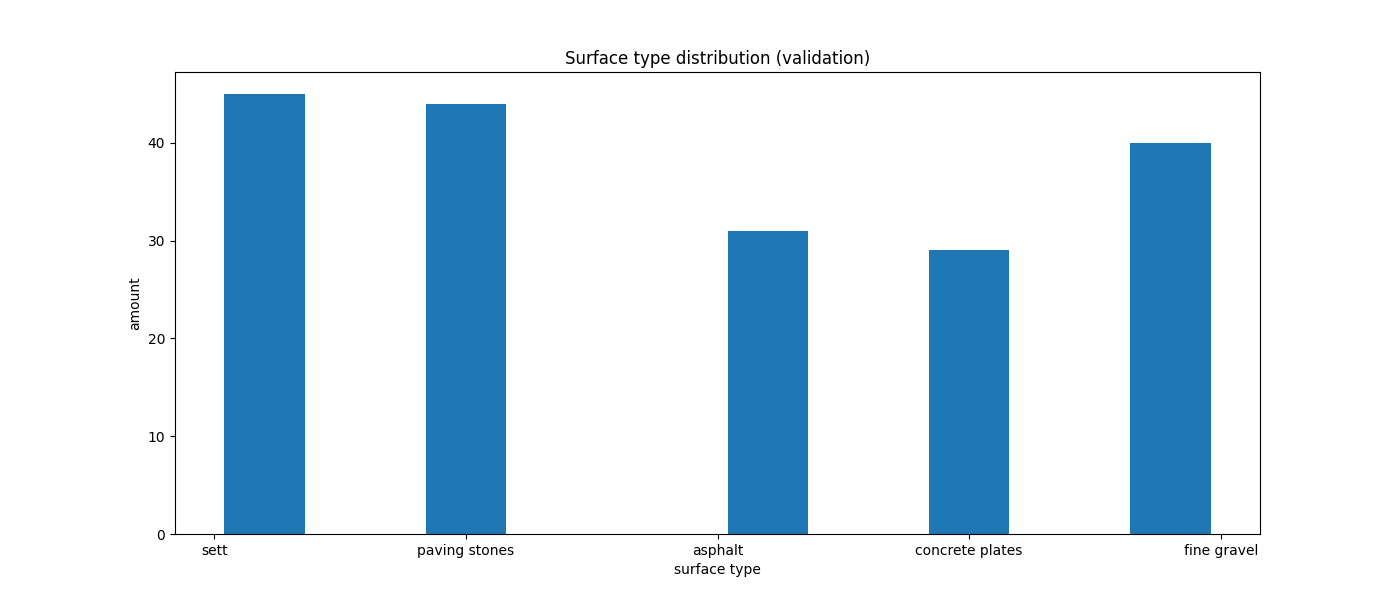 Surface type distribution (validation)
amount
40
30
20
10
0
sett paving stones asphalt concrete plates fine gravel
surface type